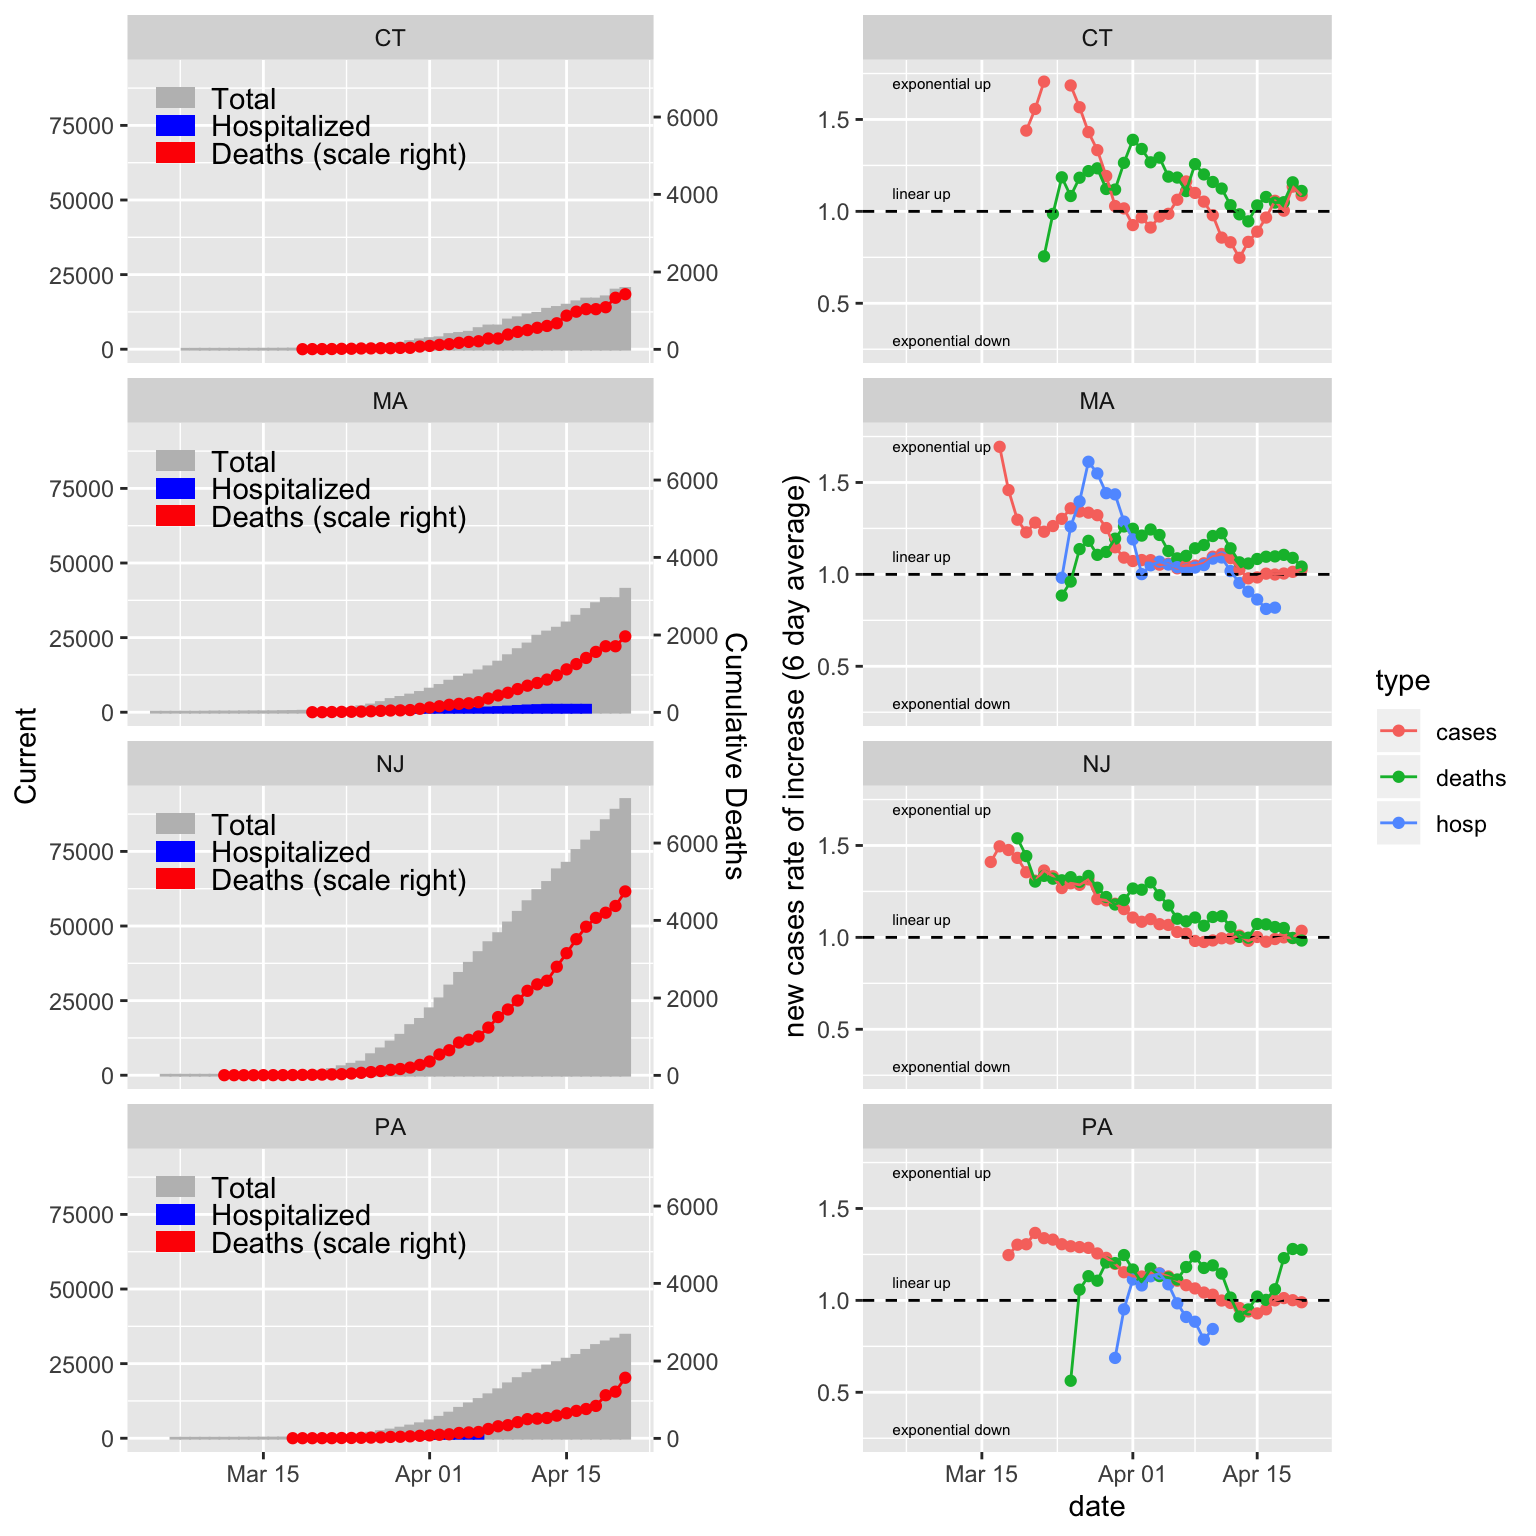 CT
Total
Hospitalized
Deaths (scale right)
75000
50000
25000
0
6000
4000
2000
0
MA
Total
Hospitalized
Deaths (scale right)
75000
50000
25000
0
6000
4000
2000
0
NJ
Total
Hospitalized
Deaths (scale right)
75000
50000
25000
0
6000
4000
2000
0
PA
Total
Hospitalized
Deaths (scale right)
75000
50000
25000
0
6000
4000
2000
0
Mar 15
Apr 01
Apr 15
Current
Cumulative Deaths
CT
exponential up
linear up
exponential down
1.5
1.0
0.5
MA
exponential up
linear up
exponential down
1.5
1.0
0.5
NJ
exponential up
linear up
exponential down
1.5
1.0
0.5
PA
exponential up
linear up
exponential down
1.5
1.0
0.5
Mar 15
Apr 01
Apr 15
date
new cases rate of increase (6 day average)
type
cases
deaths
hosp